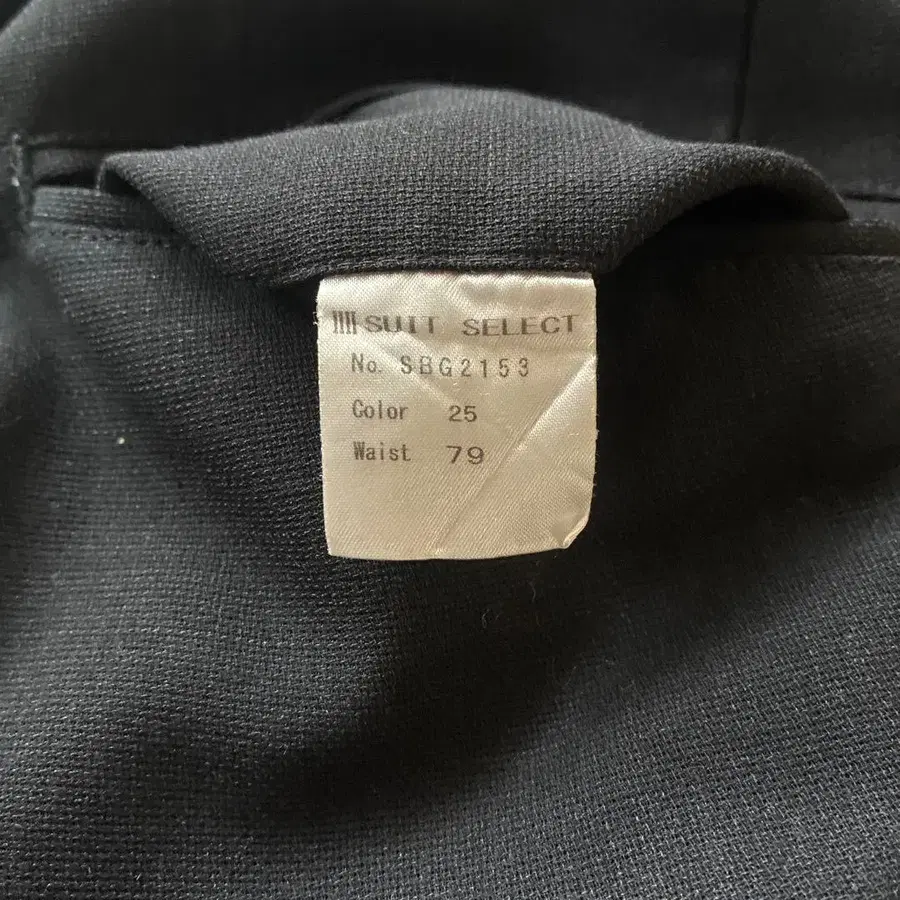 SUIT SELECT
No. SBG2153
Color 25
Waist 79